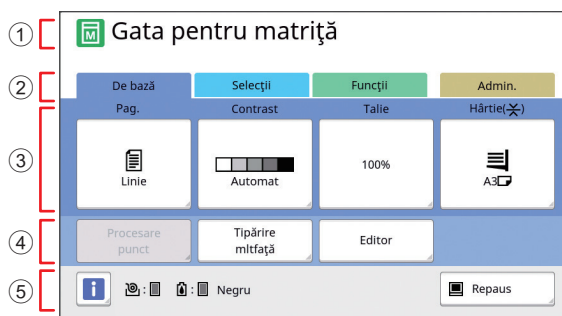 ① Gata pentru matriţă
② De bază Selecţii Funcţii Admin.
③ Pag. Contrast Talie Hârtie( )
Linie Automat 100% A3
④ Procesare punct Tipărire mltfaţă Editor
⑤ i : : Negru Repaus